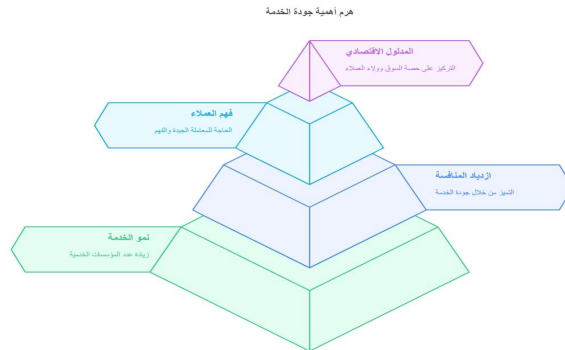 هرم أهمية جودة الخدمة
المدلول الاقتصادي
التركيز على حصة السوق وولاء العملاء
فهم العملاء
الحاجة للمعاملة الجيدة والفهم
ازدياد المنافسة
التميز من خلال جودة الخدمة
نمو الخدمة
زيادة عدد المؤسسات الخدمية